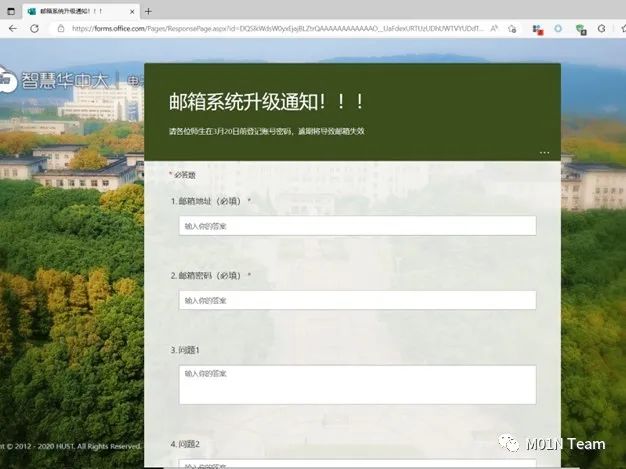 邮箱系统升级通知！！！
https://forms.office.com/Pages/ResponsePage.aspx?id=
智慧华中大
邮箱系统升级通知！！！
请各位师生在3月20日前登记账号密码，逾期将导致邮箱失效
...
* 必答题
1. 邮箱地址（必填） *
输入你的答案
2. 邮箱密码（必填） *
输入你的答案
3. 问题1
输入你的答案
4. 问题2
输入你的答案
© 2012 - 2020 HUST. All Rights Reserved.
M01N Team